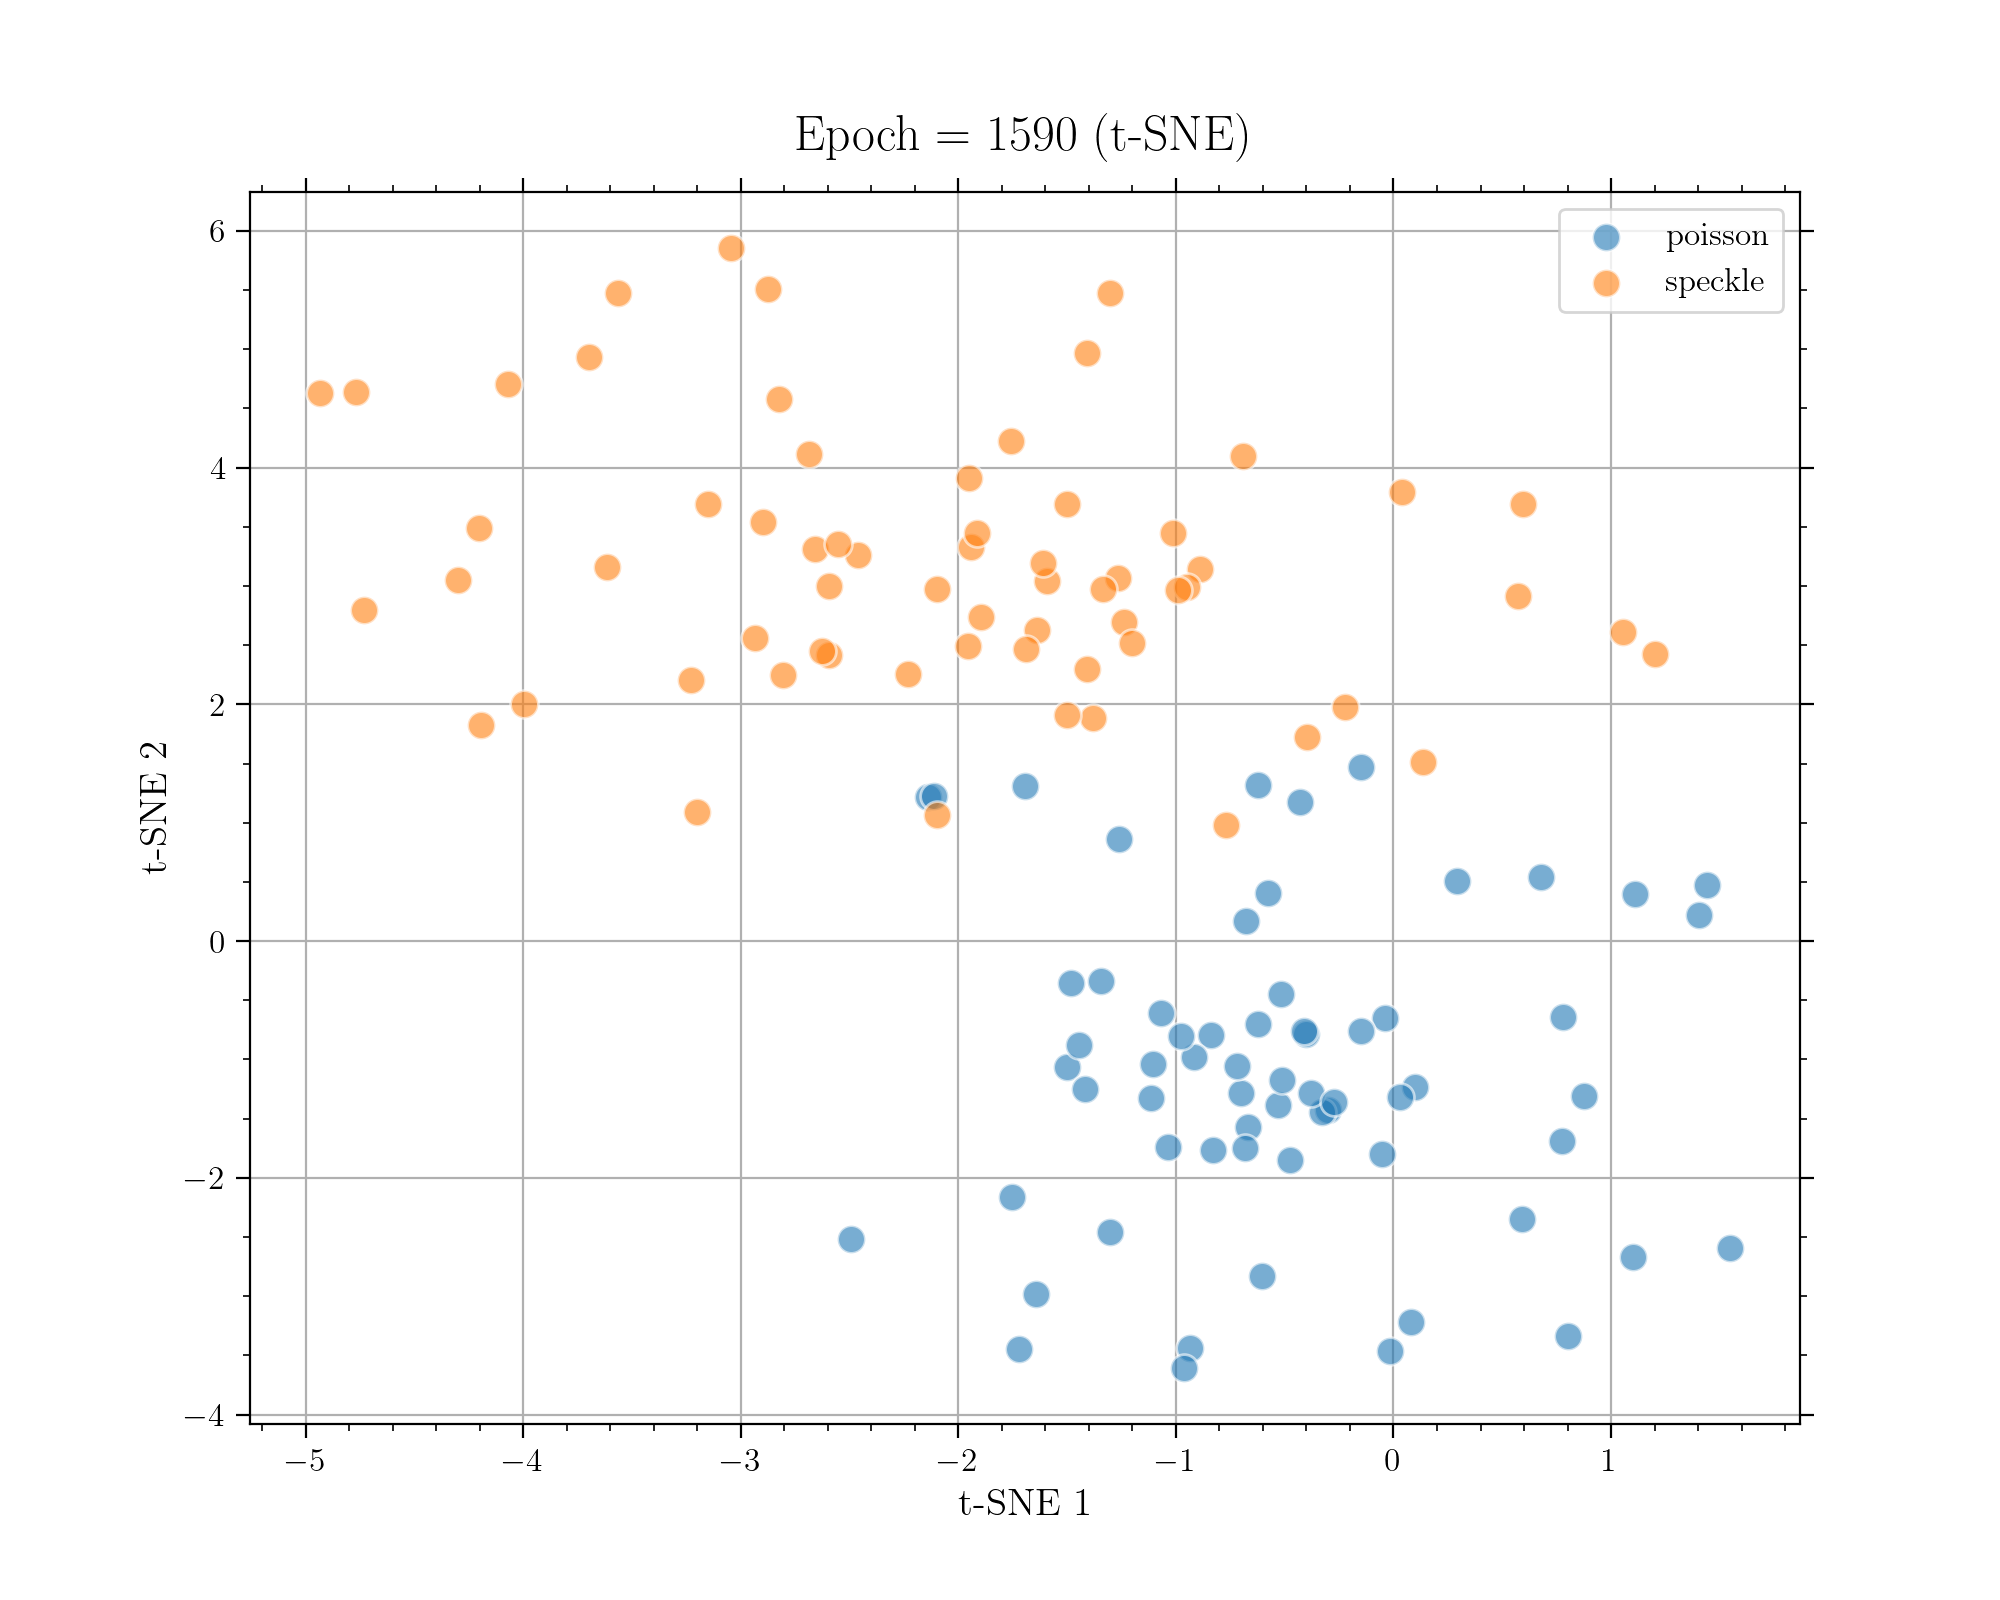 Epoch = 1590 (t-SNE)
poisson
speckle
6
4
2
0
−2
−4
t-SNE 2
−5 −4 −3 −2 −1 0 1
t-SNE 1